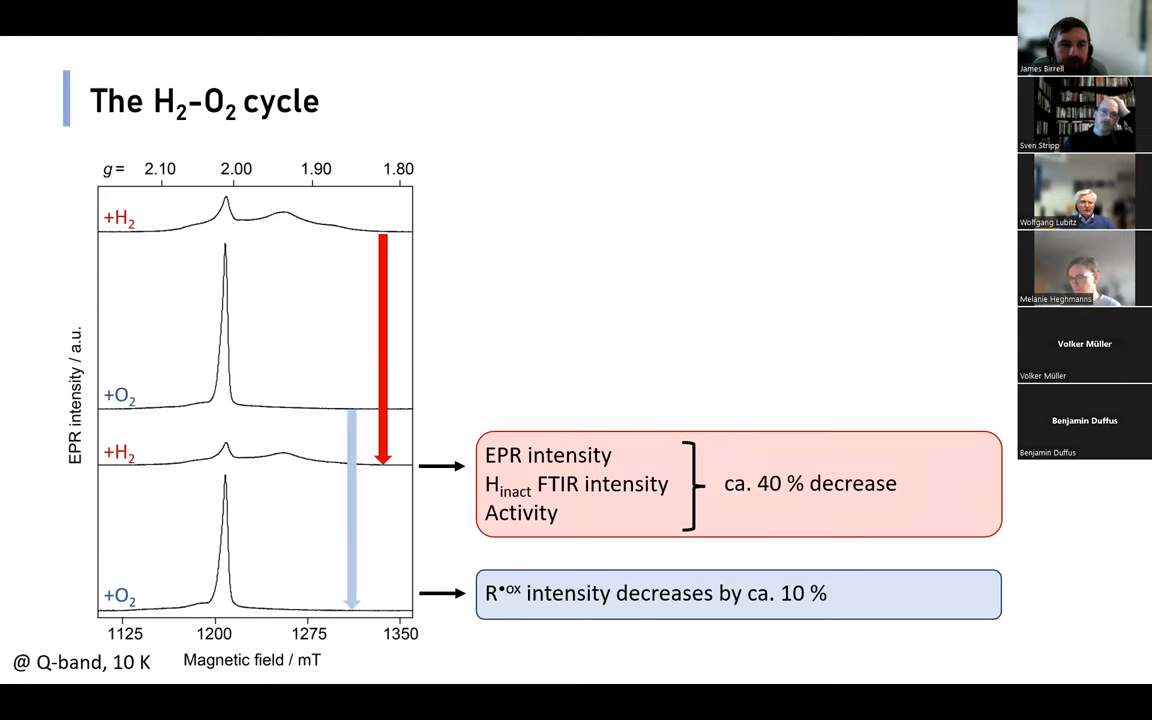 The H₂-O₂ cycle
g = 2.10 2.00 1.90 1.80
+H₂
+O₂
+H₂
+O₂
EPR intensity / a.u.
1125 1200 1275 1350
Magnetic field / mT
@ Q-band, 10 K
EPR intensity
Hinact FTIR intensity
Activity
ca. 40 % decrease
R•ox intensity decreases by ca. 10 %
James Birrell
Sven Stripp
Wolfgang Lubitz
Melanie Heghmanns
Volker Müller
Volker Müller
Benjamin Duffus
Benjamin Duffus